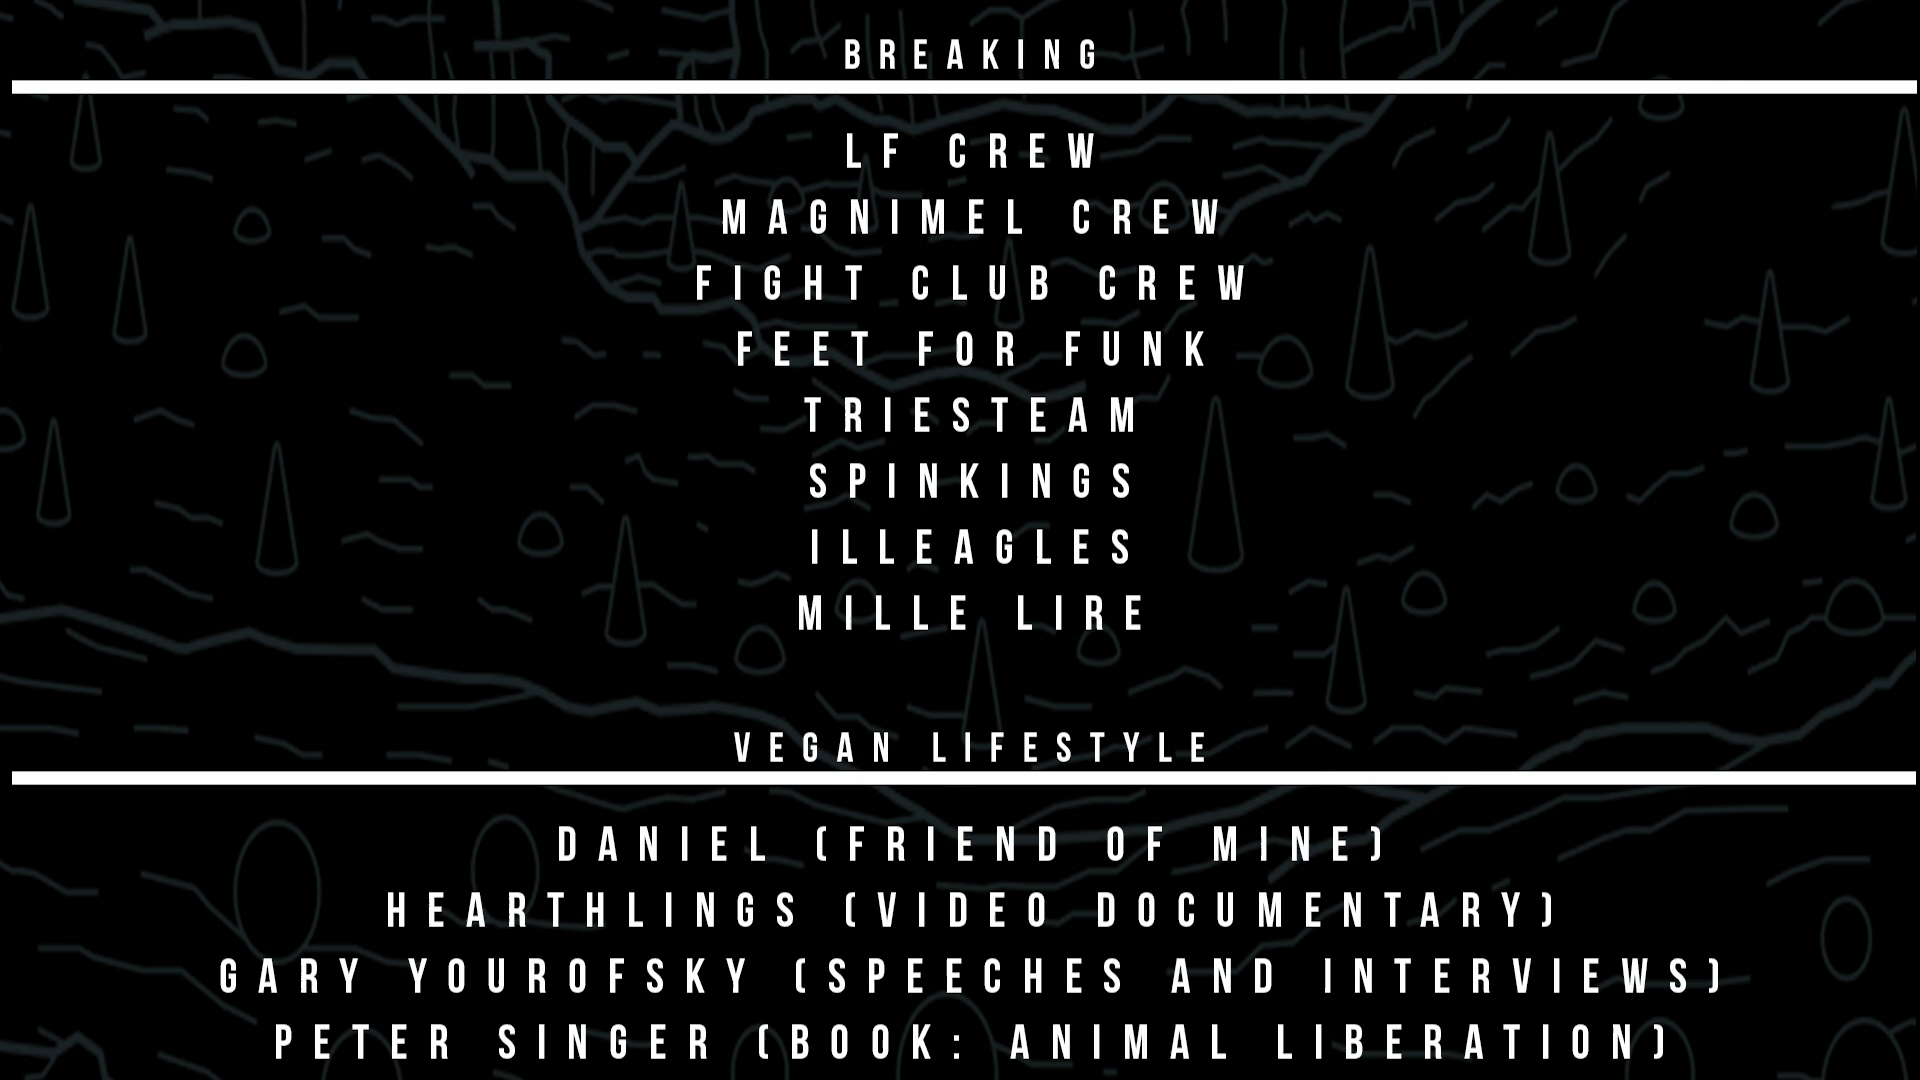 BREAKING
LF CREW
MAGNIMEL CREW
FIGHT CLUB CREW
FEET FOR FUNK
TRIESTEAM
SPINKINGS
ILLEAGLES
MILLE LIRE
VEGAN LIFESTYLE
DANIEL (FRIEND OF MINE)
HEARTHLINGS (VIDEO DOCUMENTARY)
GARY YOUROFSKY (SPEECHES AND INTERVIEWS)
PETER SINGER (BOOK: ANIMAL LIBERATION)